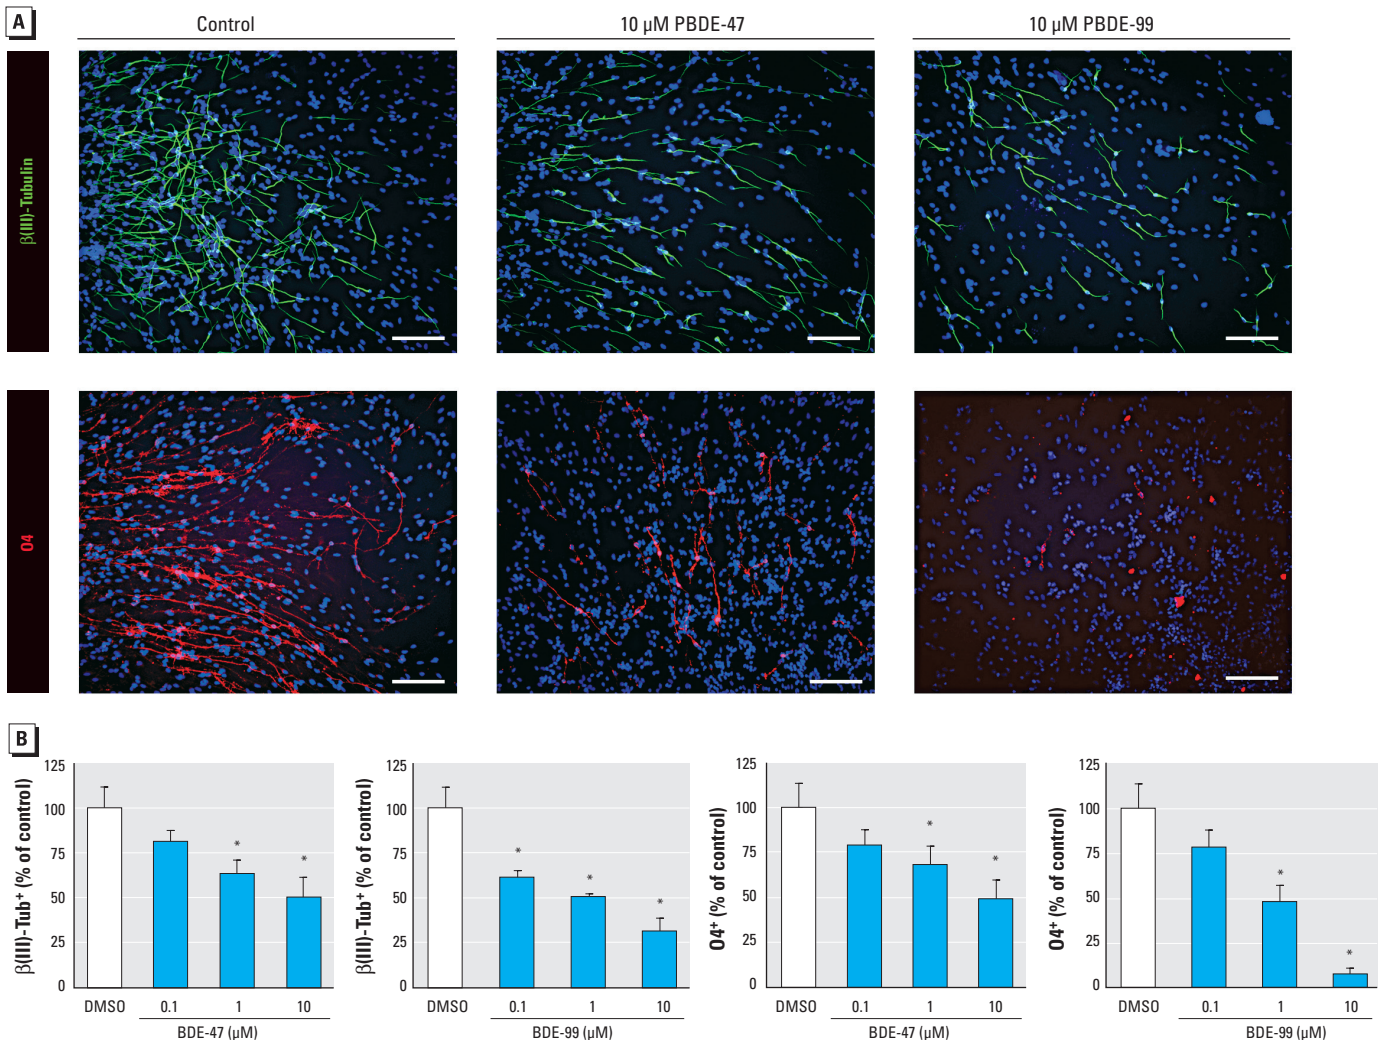 A
Control
10 µM PBDE-47
10 µM PBDE-99
β(III)-Tubulin
O4
B
β(III)-Tub⁺ (% of control)
125
100
75
50
25
0
*
*
DMSO 0.1 1 10
BDE-47 (µM)
β(III)-Tub⁺ (% of control)
125
100
75
50
25
0
*
*
*
DMSO 0.1 1 10
BDE-99 (µM)
O4⁺ (% of control)
125
100
75
50
25
0
*
*
DMSO 0.1 1 10
BDE-47 (µM)
O4⁺ (% of control)
125
100
75
50
25
0
*
*
DMSO 0.1 1 10
BDE-99 (µM)